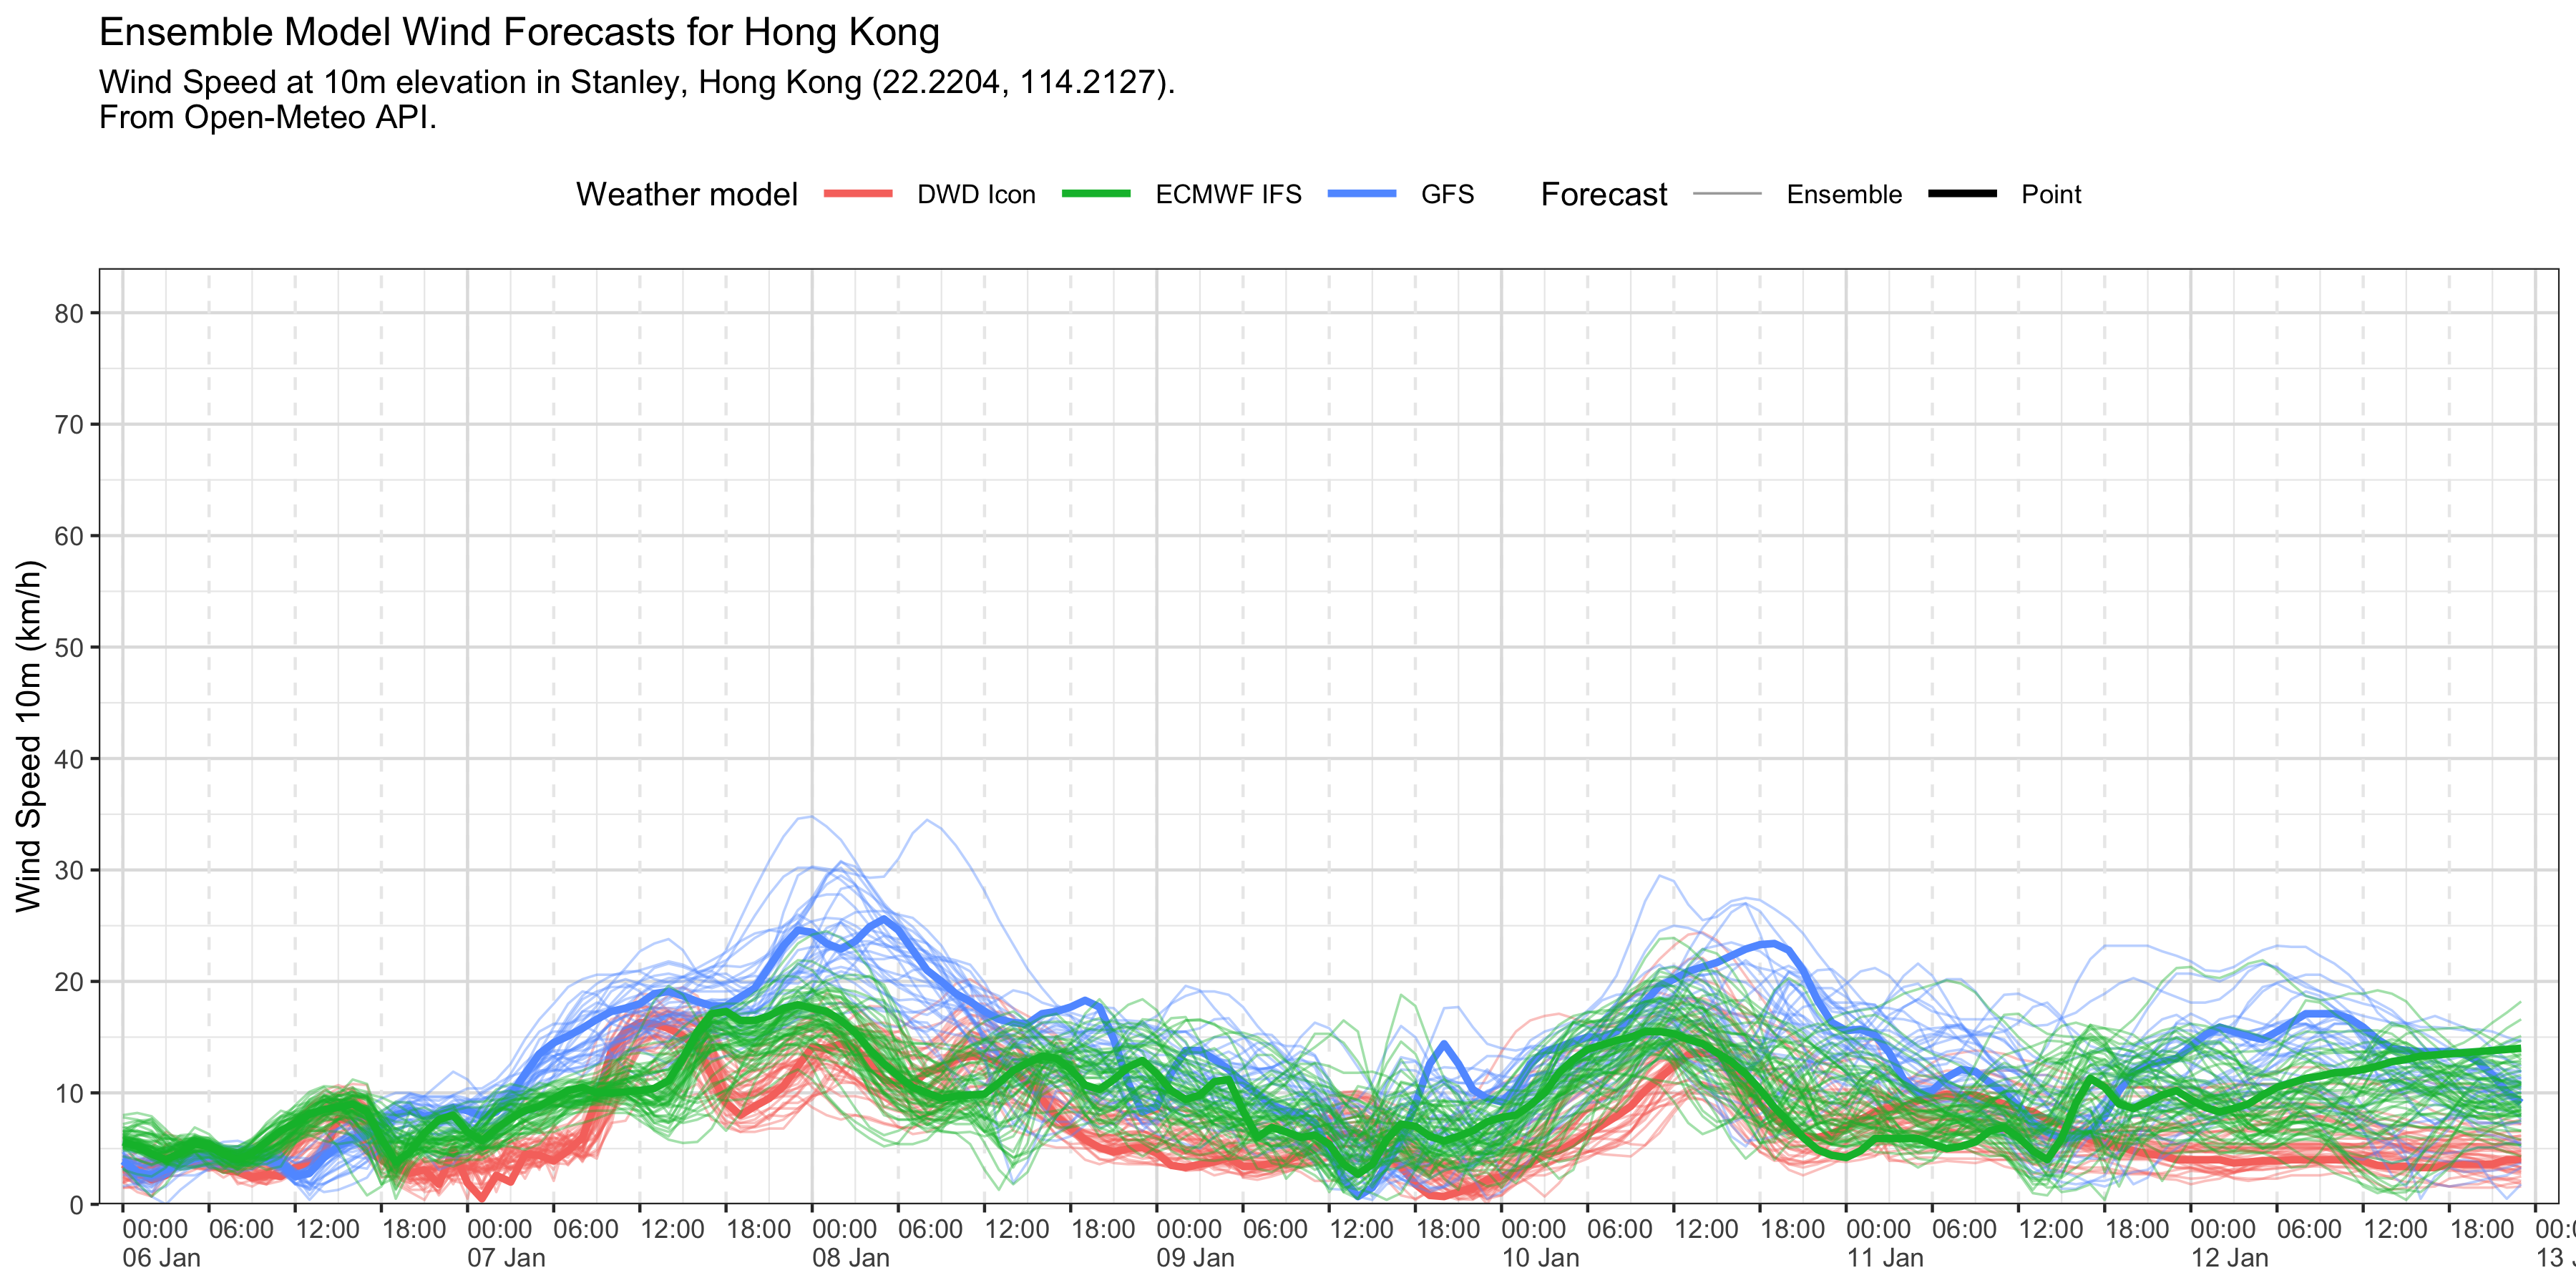 Ensemble Model Wind Forecasts for Hong Kong
Wind Speed at 10m elevation in Stanley, Hong Kong (22.2204, 114.2127).
From Open-Meteo API.
Weather model DWD Icon ECMWF IFS GFS Forecast Ensemble Point
Wind Speed 10m (km/h)
80
70
60
50
40
30
20
10
0
00:00 06:00 12:00 18:00 00:00 06:00 12:00 18:00 00:00 06:00 12:00 18:00 00:00 06:00 12:00 18:00 00:00 06:00 12:00 18:00 00:00 06:00 12:00 18:00 00:00 06:00 12:00 18:00
06 Jan 07 Jan 08 Jan 09 Jan 10 Jan 11 Jan 12 Jan 13